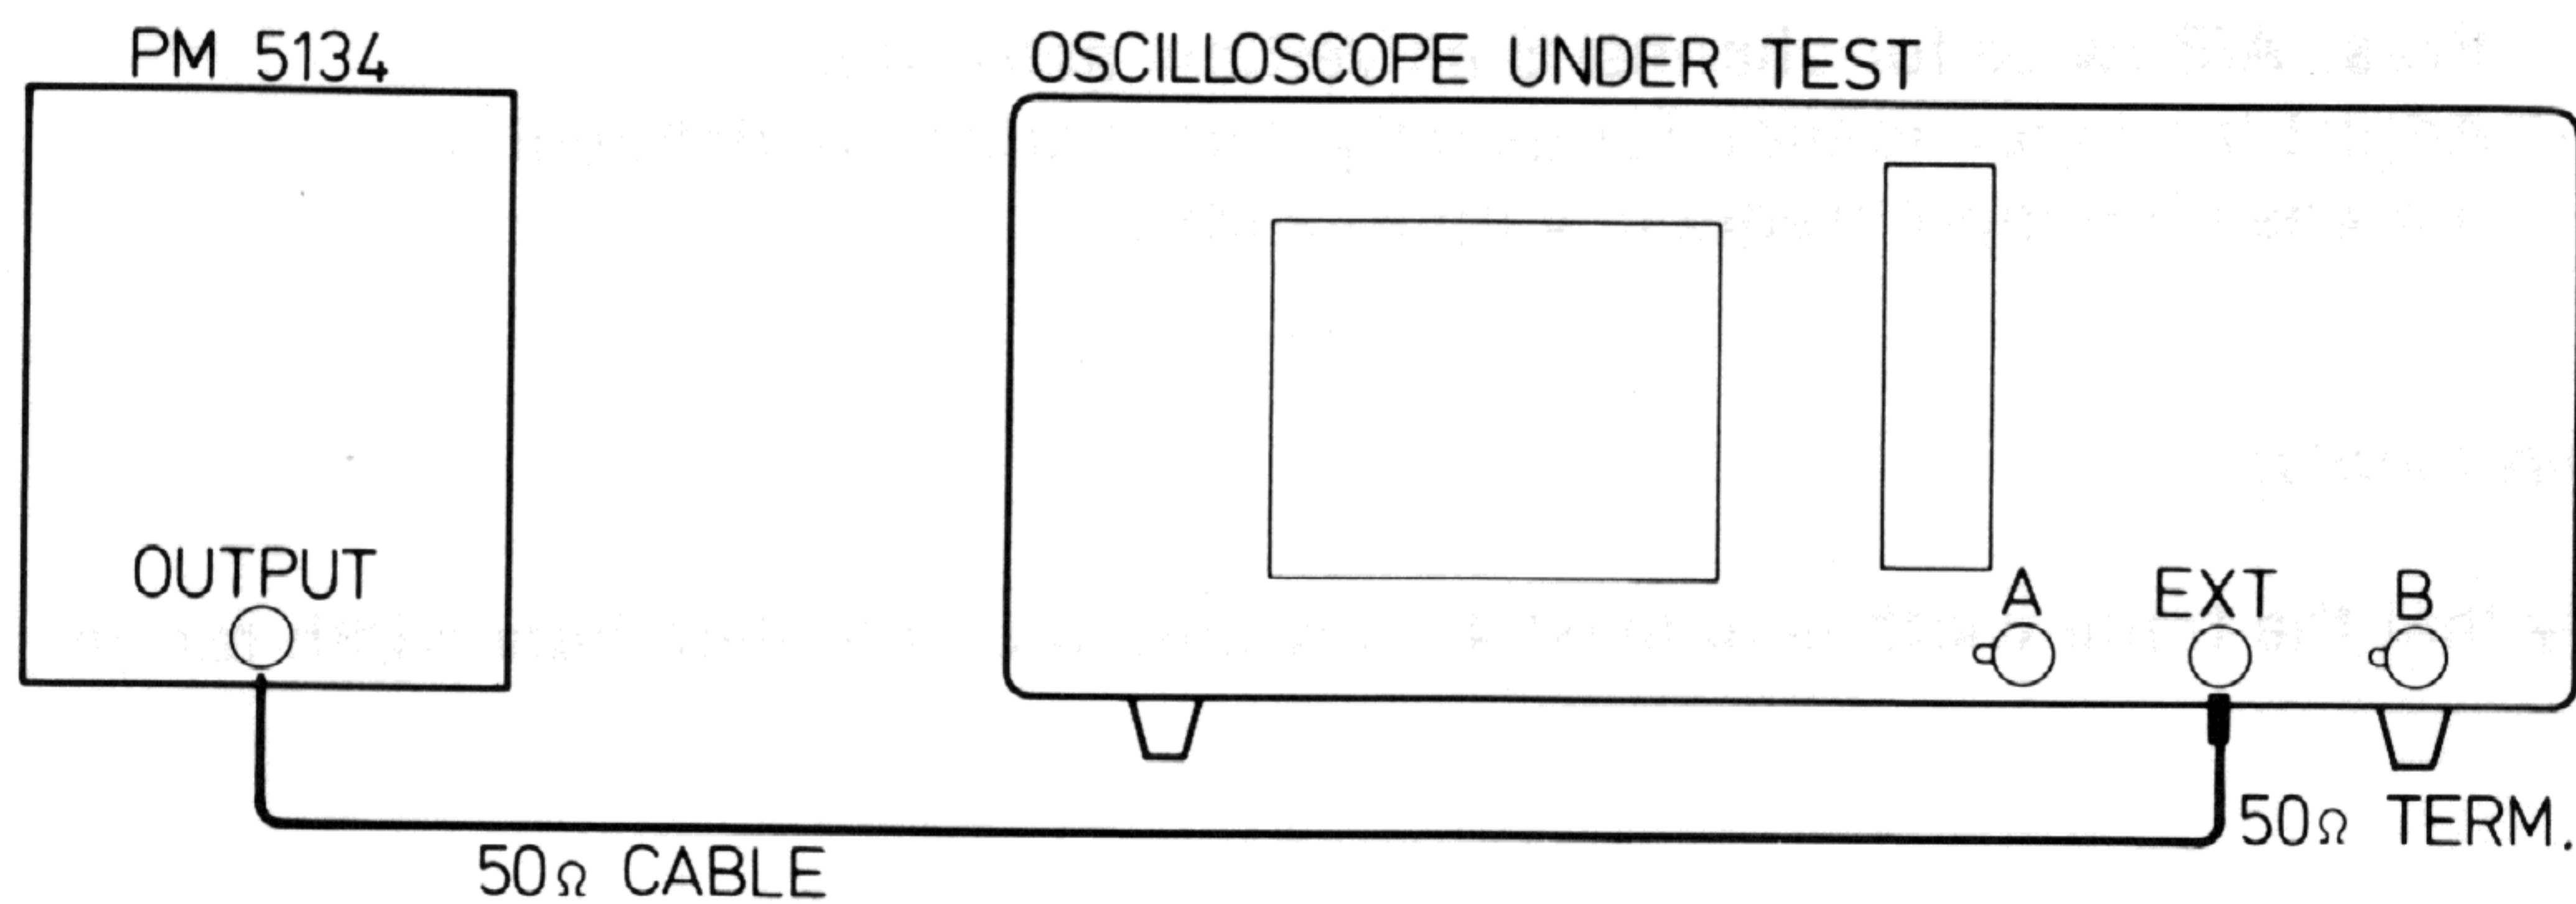 PM 5134
OSCILLOSCOPE UNDER TEST
OUTPUT
A EXT B
50Ω TERM.
50Ω CABLE